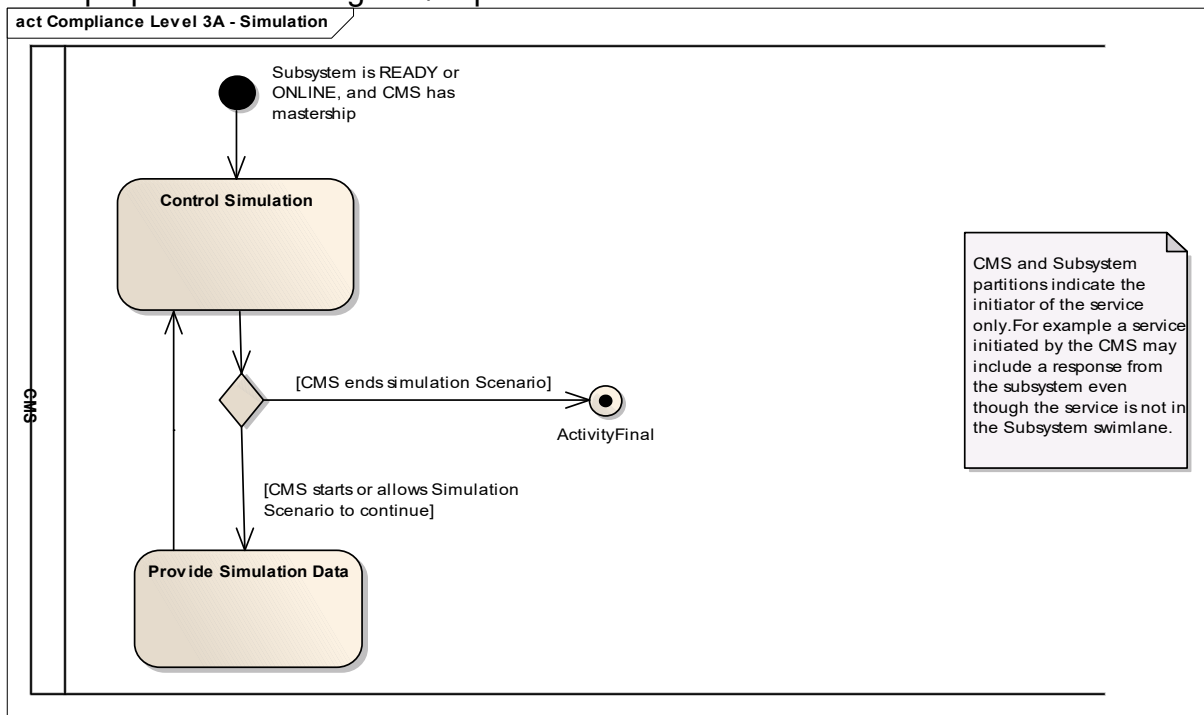 act Compliance Level 3A - Simulation
Subsystem is READY or
ONLINE, and CMS has
mastership
Control Simulation
CMS and Subsystem
partitions indicate the
initiator of the service
only.For example a service
initiated by the CMS may
include a response from
the subsystem even
though the service is not in
the Subsystem swimlane.
[CMS ends simulation Scenario]
CMS
ActivityFinal
[CMS starts or allows Simulation
Scenario to continue]
Provide Simulation Data